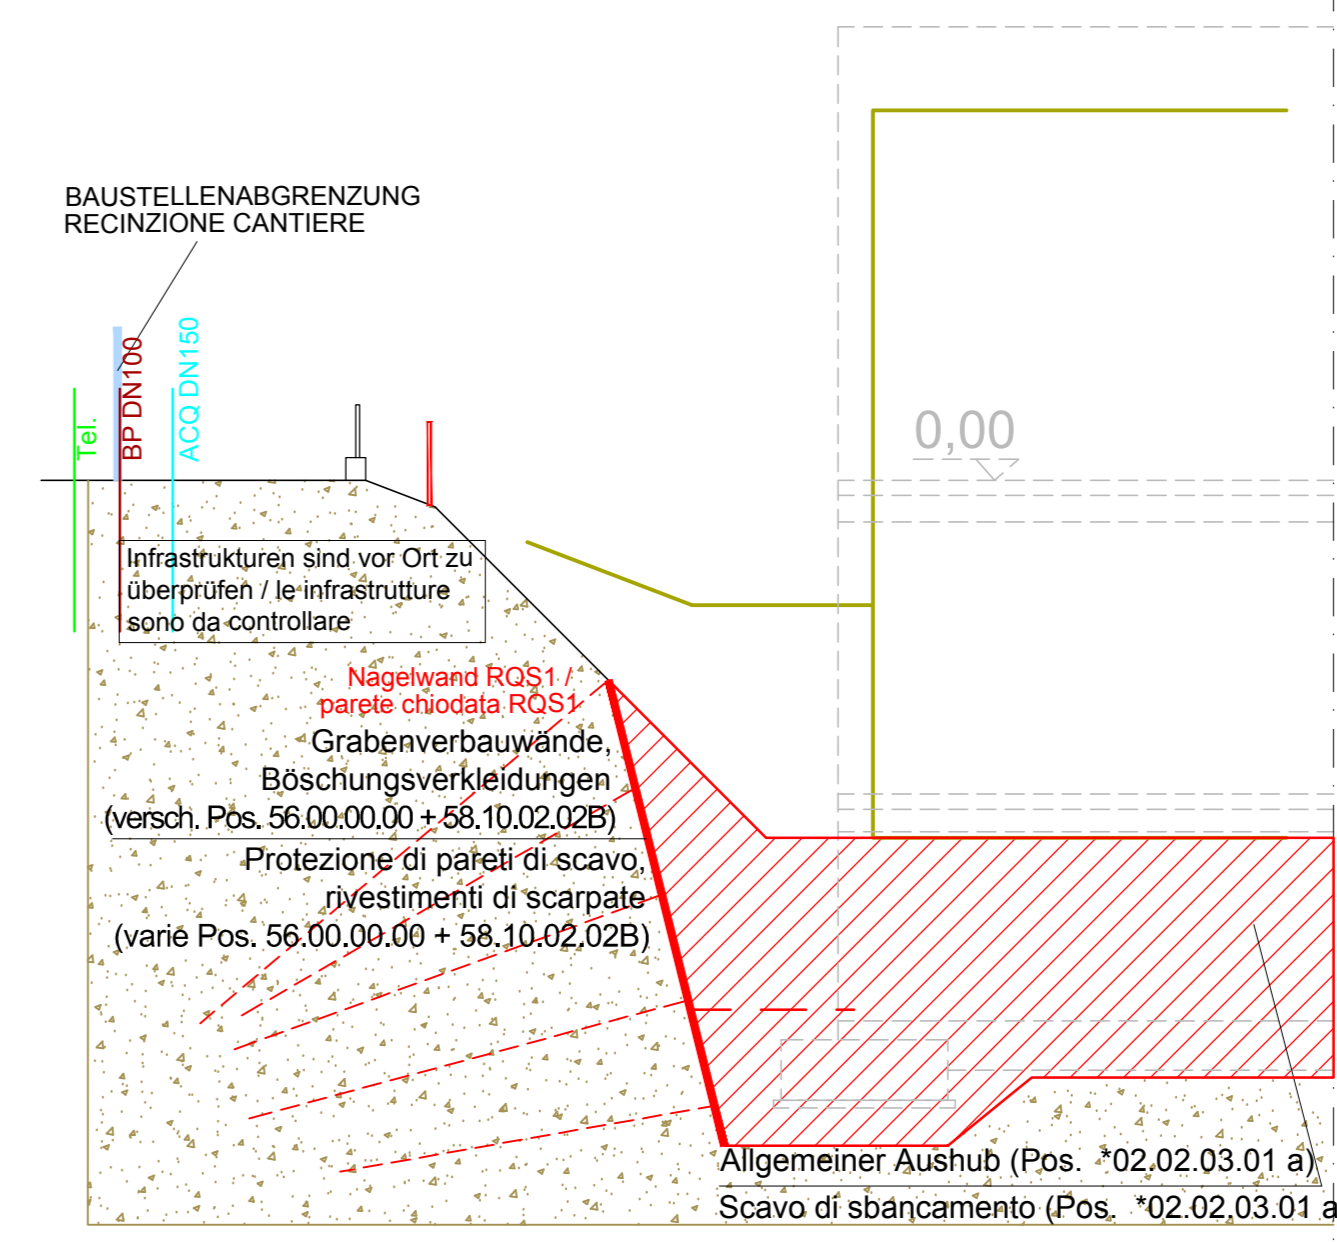 BAUSTELLENABGRENZUNG
RECINZIONE CANTIERE
Tel.
BP DN100
ACQ DN150
0,00
Infrastrukturen sind vor Ort zu
überprüfen / le infrastrutture
sono da controllare
Nagelwand RQS1 /
parete chiodata RQS1
Grabenverbauwände,
Böschungsverkleidungen
(versch. Pos. 56.00.00.00 + 58.10.02.02B)
Protezione di pareti di scavo,
rivestimenti di scarpate
(varie Pos. 56.00.00.00 + 58.10.02.02B)
Allgemeiner Aushub (Pos. *02.02.03.01 a)
Scavo di sbancamento (Pos. *02.02.03.01 a